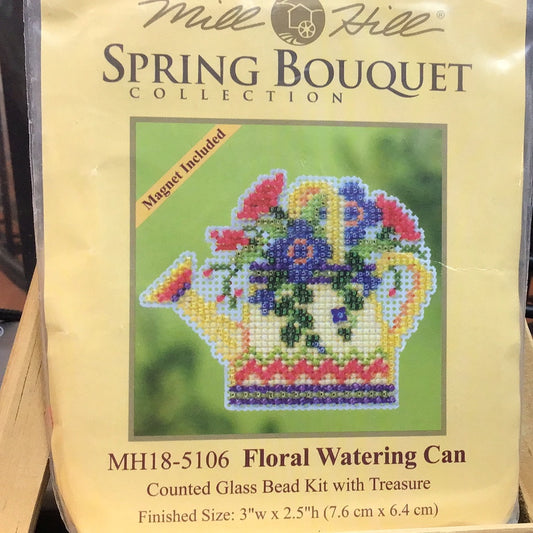 Mill Hill®
SPRING BOUQUET
COLLECTION
Magnet Included
MH18-5106 Floral Watering Can
Counted Glass Bead Kit with Treasure
Finished Size: 3"w x 2.5"h (7.6 cm x 6.4 cm)